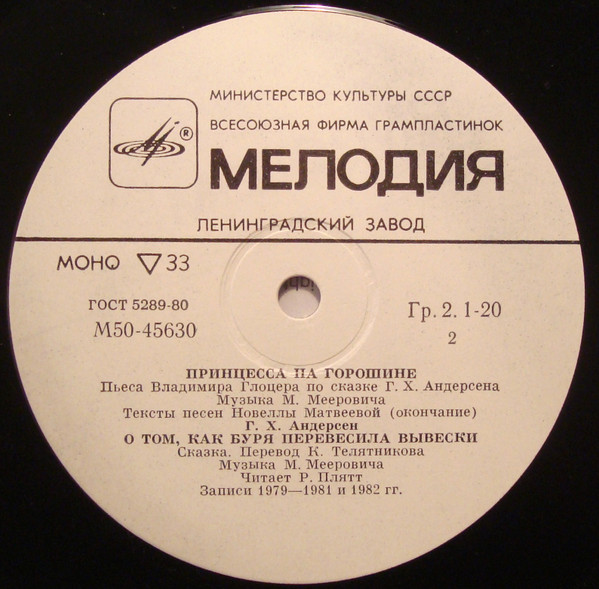 МИНИСТЕРСТВО КУЛЬТУРЫ СССР
ВСЕСОЮЗНАЯ ФИРМА ГРАМПЛАСТИНОК
®
МЕЛОДИЯ
ЛЕНИНГРАДСКИЙ ЗАВОД
МОНО ▽ 33
ГОСТ 5289-80
М50-45630
Гр. 2. 1-20
2
ПРИНЦЕССА НА ГОРОШИНЕ
Пьеса Владимира Глоцера по сказке Г. Х. Андерсена
Музыка М. Мееровича
Тексты песен Новеллы Матвеевой (окончание)
Г. Х. Андерсен
О ТОМ, КАК БУРЯ ПЕРЕВЕСИЛА ВЫВЕСКИ
Сказка. Перевод К. Телятникова
Музыка М. Мееровича
Читает Р. Плятт
Записи 1979—1981 и 1982 гг.